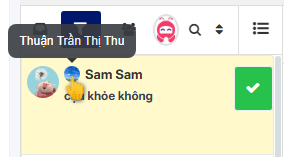 Thuận Trần Thị Thu
Sam Sam
khỏe không